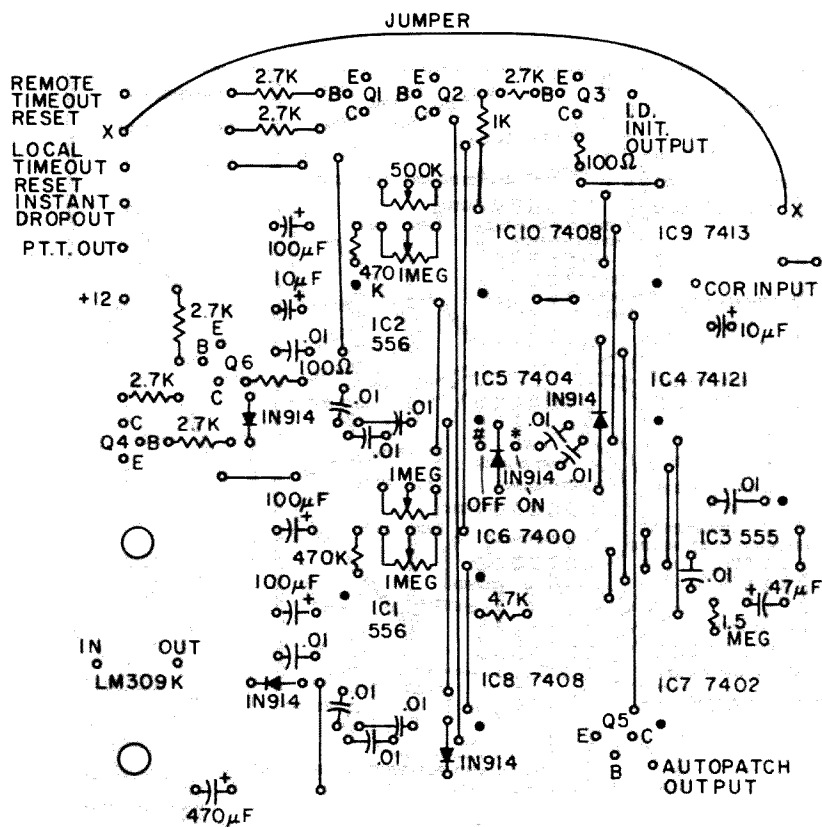 JUMPER
REMOTE
TIMEOUT
RESET
2.7K
B E C Q1
B E C Q2
2.7K
B E C Q3
I.D.
INIT.
OUTPUT
X
2.7K
1K
100Ω
LOCAL
TIMEOUT
RESET
INSTANT
DROPOUT
500K
X
P.T.T. OUT
+
100µF
470
K
1MEG
IC10 7408
IC9 7413
+12
10µF
+
COR INPUT
2.7K
E
B Q6
C
.01
100Ω
IC2
556
+
10µF
2.7K
IC5 7404
IC4 74121
C
Q4 B
E
2.7K
1N914
.01
.01
.01
#
*
1N914
OFF ON
.01
.01
1N914
1MEG
100µF
+
.01
470K
1MEG
IC6 7400
IC3 555
100µF
+
IC1
556
4.7K
.01
+
47µF
1.5
MEG
IN OUT
LM309K
.01
1N914
.01
.01
.01
IC8 7408
IC7 7402
1N914
Q5
E C
B
AUTOPATCH
OUTPUT
+
470µF